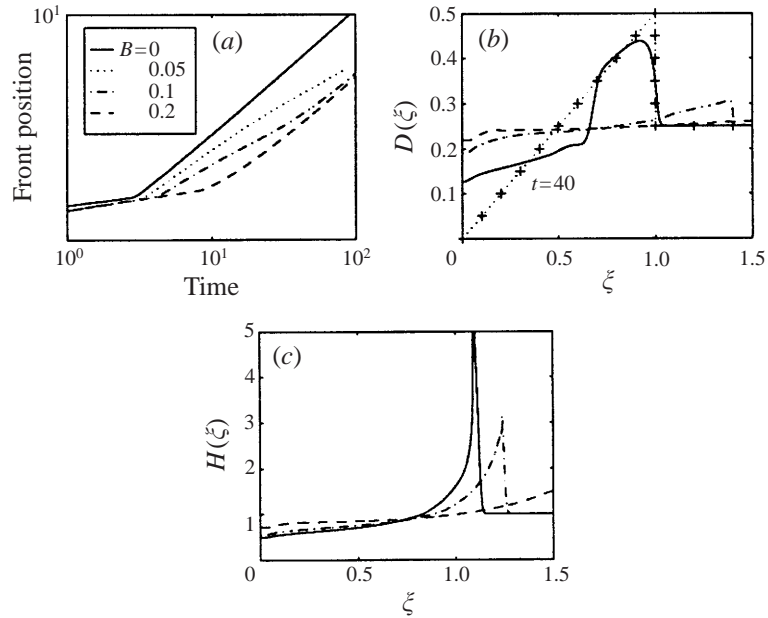 10¹
(a)
B=0
0.05
0.1
0.2
Front position
10⁰
10¹
10²
Time
(b)
0.5
0.4
0.3
0.2
0.1
D(ξ)
t=40
0
0.5
1.0
1.5
ξ
(c)
5
4
3
2
1
H(ξ)
0
0.5
1.0
1.5
ξ